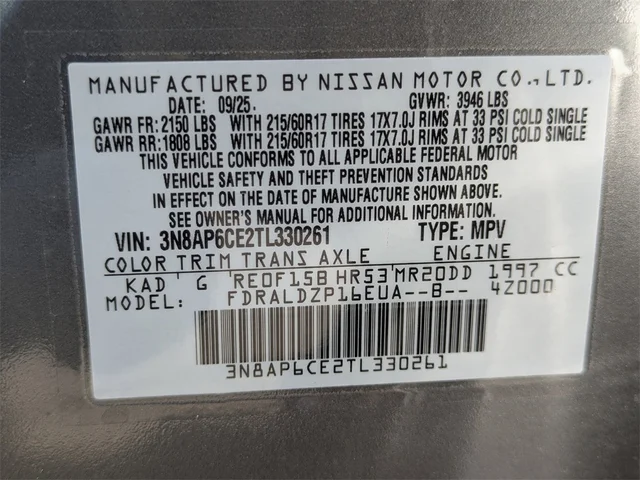 MANUFACTURED BY NISSAN MOTOR CO., LTD.
DATE: 09/25. GVWR: 3946 LBS
GAWR FR: 2150 LBS WITH 215/60R17 TIRES 17X7.0J RIMS AT 33 PSI COLD SINGLE
GAWR RR: 1808 LBS WITH 215/60R17 TIRES 17X7.0J RIMS AT 33 PSI COLD SINGLE
THIS VEHICLE CONFORMS TO ALL APPLICABLE FEDERAL MOTOR
VEHICLE SAFETY AND THEFT PREVENTION STANDARDS
IN EFFECT ON THE DATE OF MANUFACTURE SHOWN ABOVE.
SEE OWNER'S MANUAL FOR ADDITIONAL INFORMATION
VIN: 3N8AP6CE2TL330261 TYPE: MPV
COLOR TRIM TRANS AXLE ENGINE
KAD G RE0F15B HR53 MR20DD 1997 CC
MODEL: FDRALDZP16EUA--B-- 4Z000
3N8AP6CE2TL330261